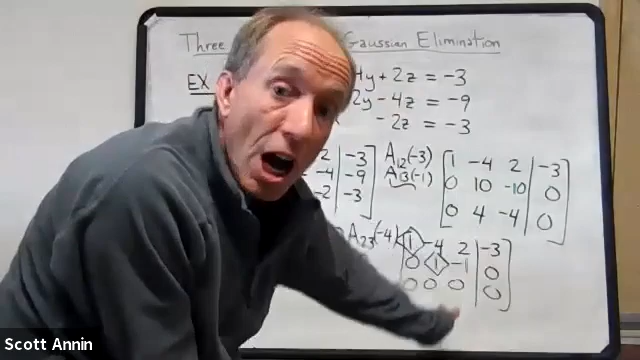 Three Gaussian Elimination
EX 4y + 2z = -3
2y - 4z = -9
- 2z = -3
2 | -3
-4 | -9
-2 | -3
A12(-3)
A13(-1)
1 -4 2 | -3
0 10 -10 | 0
0 4 -4 | 0
A23(-4)
1 -4 2 | -3
0 1 -1 | 0
0 0 0 | 0
Scott Annin